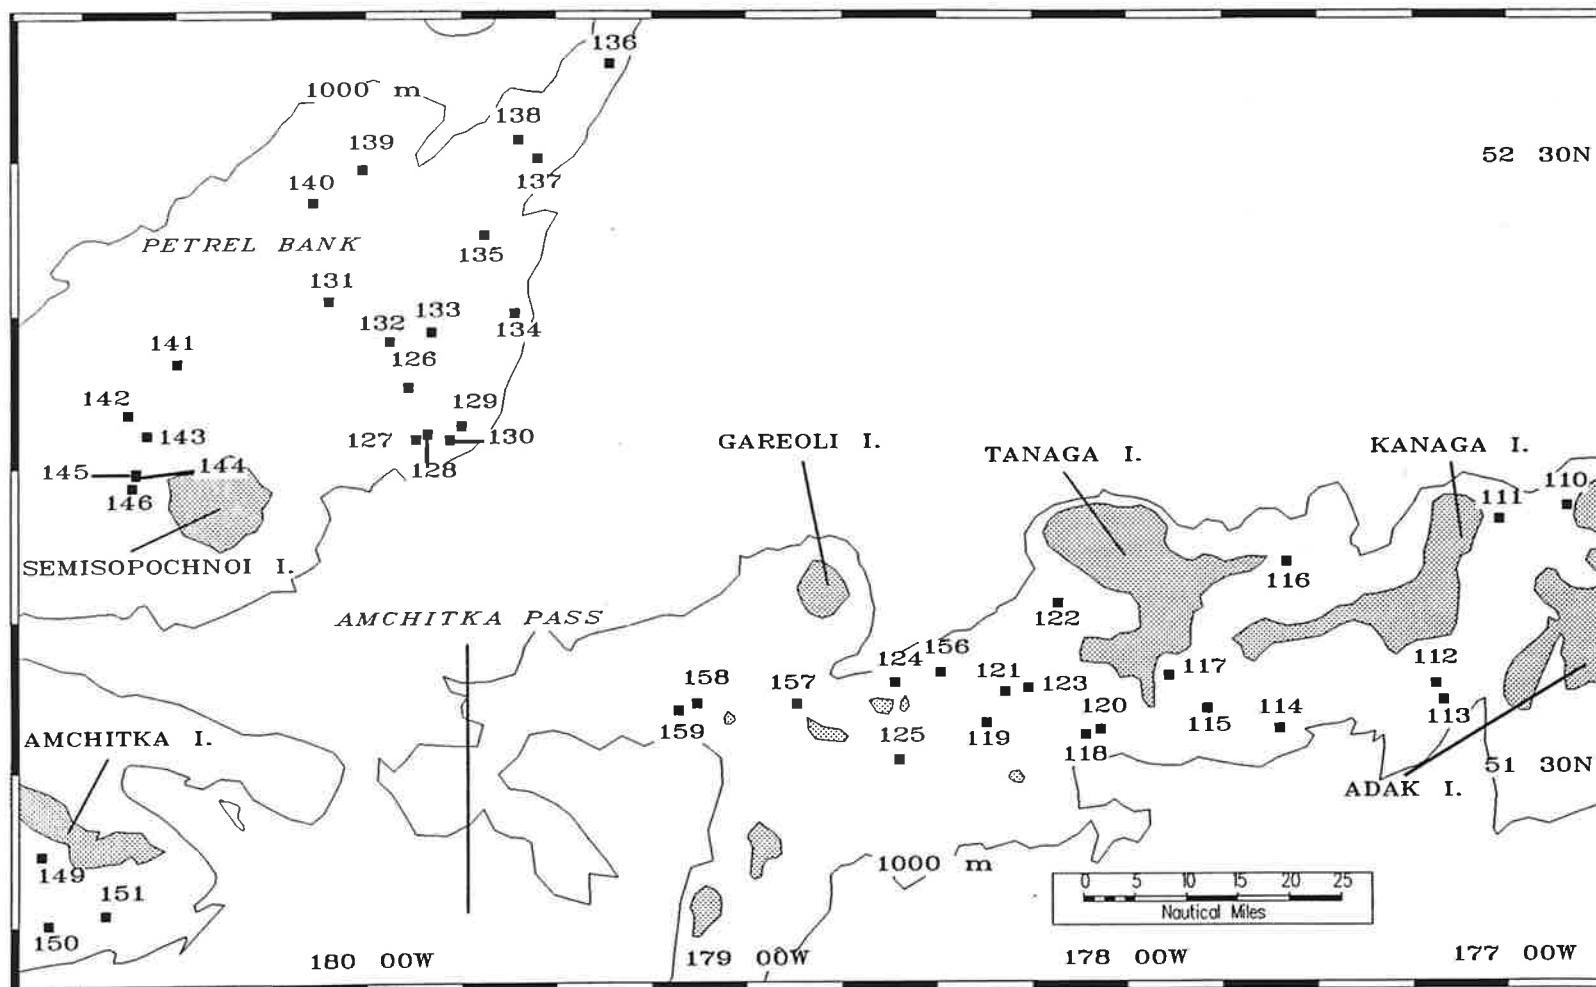 136
1000 m
138
139
52 30N
137
140
PETREL BANK
135
131
133
134
132
126
141
142
129
143
127
130
128
GAREOLI I.
TANAGA I.
KANAGA I.
145
144
146
110
111
SEMISOPOCHNOI I.
116
AMCHITKA PASS
122
124
156
121
123
117
112
158
157
159
120
119
118
115
114
113
125
AMCHITKA I.
51 30N
ADAK I.
149
151
150
1000 m
0 5 10 15 20 25
Nautical Miles
180 00W
179 00W
178 00W
177 00W